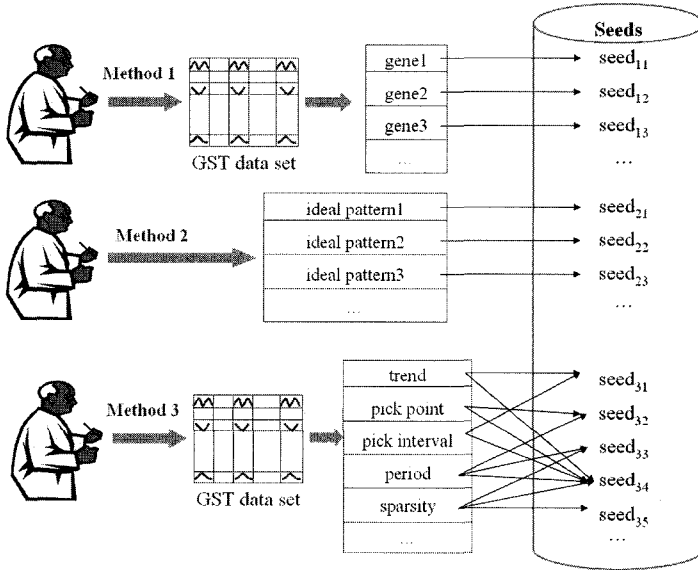 Seeds
Method 1
GST data set
gene1
gene2
gene3
...
seed11
seed12
seed13
...
Method 2
ideal pattern1
ideal pattern2
ideal pattern3
...
seed21
seed22
seed23
...
Method 3
GST data set
trend
pick point
pick interval
period
sparsity
...
seed31
seed32
seed33
seed34
seed35
...